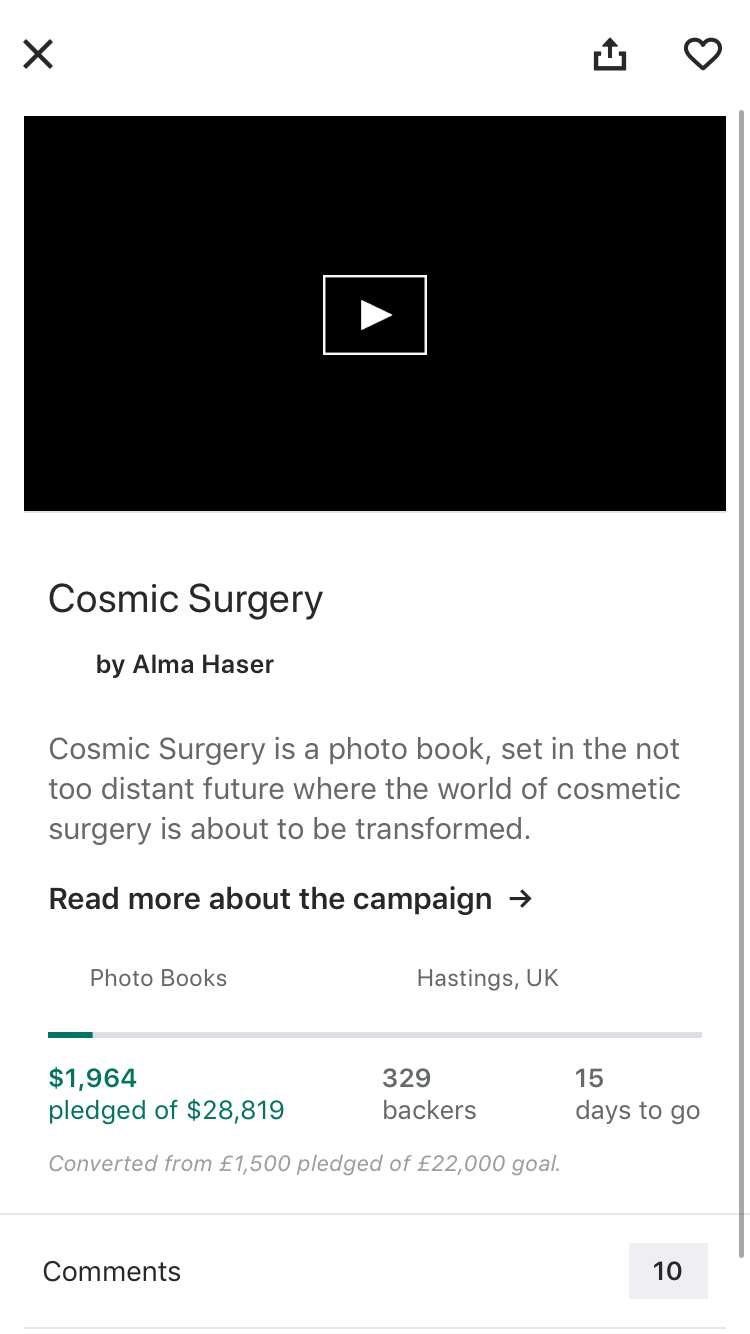 Cosmic Surgery
by Alma Haser
Cosmic Surgery is a photo book, set in the not
too distant future where the world of cosmetic
surgery is about to be transformed.
Read more about the campaign →
Photo Books
Hastings, UK
$1,964
pledged of $28,819
329
backers
15
days to go
Converted from £1,500 pledged of £22,000 goal.
Comments
10